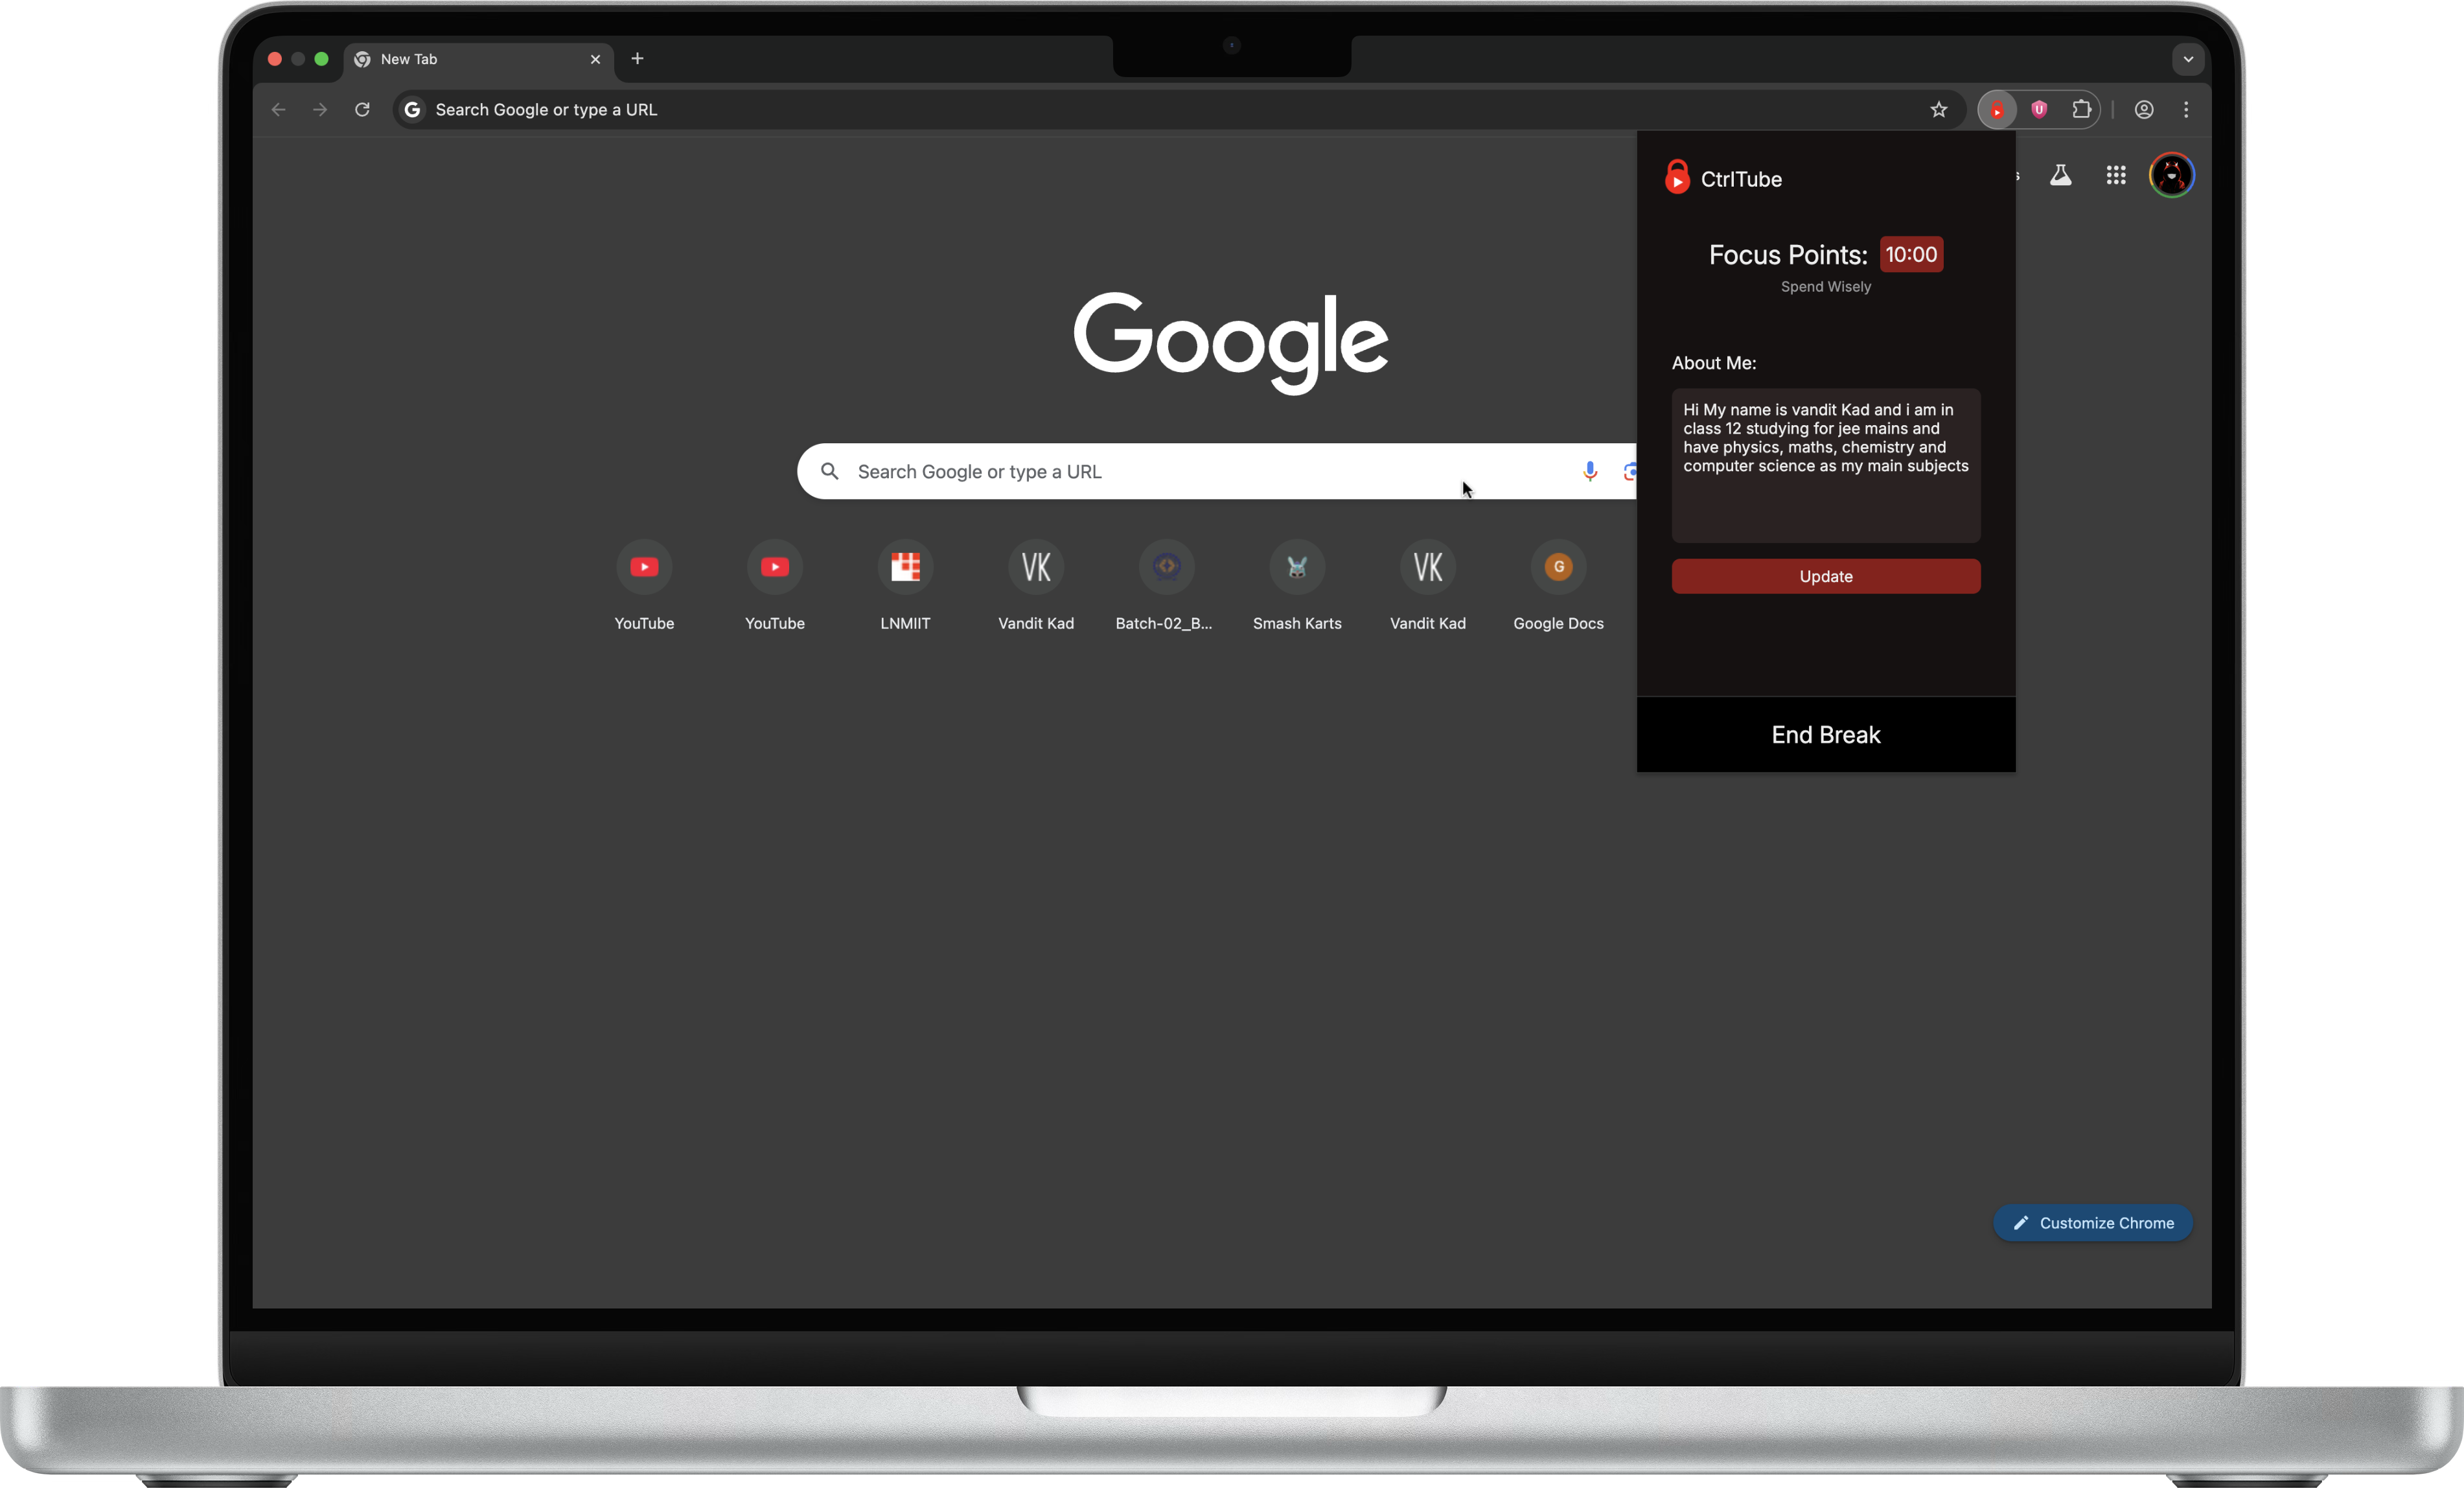 New Tab
Search Google or type a URL
CtrlTube
Focus Points: 10:00
Spend Wisely
Google
About Me:
Hi My name is vandit Kad and i am in
class 12 studying for jee mains and
have physics, maths, chemistry and
computer science as my main subjects
Search Google or type a URL
Update
VK
VK
G
YouTube
YouTube
LNMIIT
Vandit Kad
Batch-02_B...
Smash Karts
Vandit Kad
Google Docs
End Break
Customize Chrome